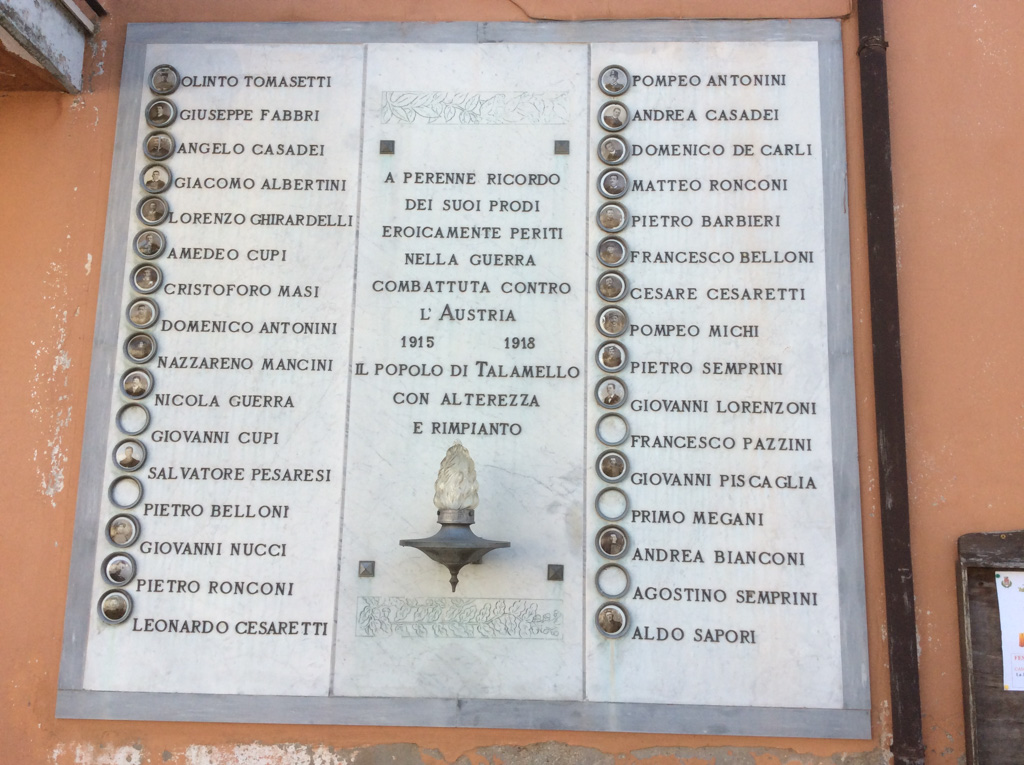 OLINTO TOMASETTI
GIUSEPPE FABBRI
ANGELO CASADEI
GIACOMO ALBERTINI
LORENZO GHIRARDELLI
AMEDEO CUPI
CRISTOFORO MASI
DOMENICO ANTONINI
NAZZARENO MANCINI
NICOLA GUERRA
GIOVANNI CUPI
SALVATORE PESARESI
PIETRO BELLONI
GIOVANNI NUCCI
PIETRO RONCONI
LEONARDO CESARETTI
A PERENNE RICORDO
DEI SUOI PRODI
EROICAMENTE PERITI
NELLA GUERRA
COMBATTUTA CONTRO
L'AUSTRIA
1915 1918
IL POPOLO DI TALAMELLO
CON ALTEREZZA
E RIMPIANTO
POMPEO ANTONINI
ANDREA CASADEI
DOMENICO DE CARLI
MATTEO RONCONI
PIETRO BARBIERI
FRANCESCO BELLONI
CESARE CESARETTI
POMPEO MICHI
PIETRO SEMPRINI
GIOVANNI LORENZONI
FRANCESCO PAZZINI
GIOVANNI PISCAGLIA
PRIMO MEGANI
ANDREA BIANCONI
AGOSTINO SEMPRINI
ALDO SAPORI